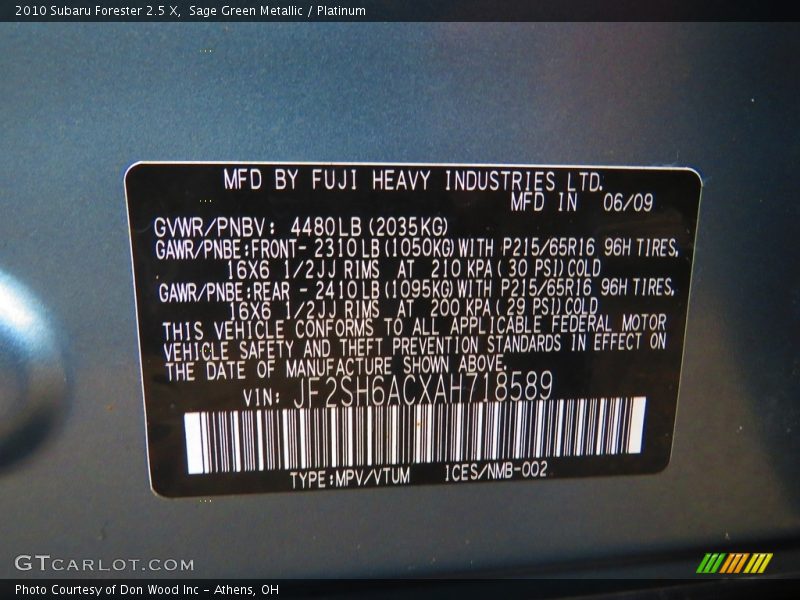 2010 Subaru Forester 2.5 X, Sage Green Metallic / Platinum
MFD BY FUJI HEAVY INDUSTRIES LTD.
MFD IN 06/09
GVWR/PNBV: 4480LB (2035KG)
GAWR/PNBE:FRONT- 2310LB (1050KG) WITH P215/65R16 96H TIRES,
16X6 1/2JJ RIMS AT 210 KPA( 30 PSI)COLD
GAWR/PNBE:REAR - 2410LB (1095KG) WITH P215/65R16 96H TIRES,
16X6 1/2JJ RIMS AT 200 KPA( 29 PSI)COLD
THIS VEHICLE CONFORMS TO ALL APPLICABLE FEDERAL MOTOR
VEHICLE SAFETY AND THEFT PREVENTION STANDARDS IN EFFECT ON
THE DATE OF MANUFACTURE SHOWN ABOVE.
VIN: JF2SH6ACXAH718589
TYPE:MPV/VTUM ICES/NMB-002
GTCARLOT.COM
Photo Courtesy of Don Wood Inc - Athens, OH